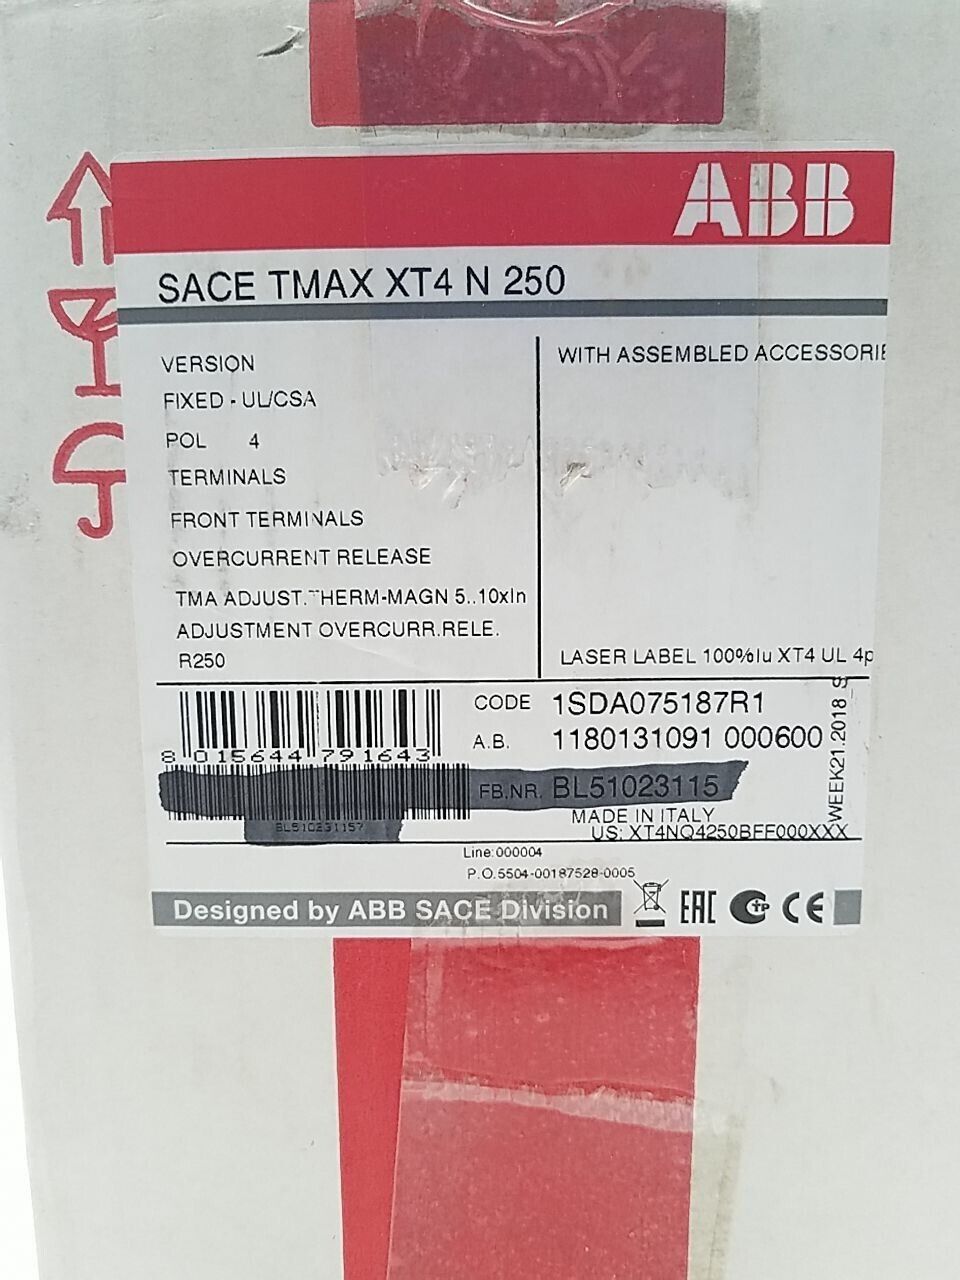 ABB
SACE TMAX XT4 N 250
VERSION
FIXED - UL/CSA
POL 4
TERMINALS
FRONT TERMINALS
OVERCURRENT RELEASE
TMA ADJUST.THERM-MAGN 5..10xIn
ADJUSTMENT OVERCURR.RELE.
R250
WITH ASSEMBLED ACCESSORIE
LASER LABEL 100%Iu XT4 UL 4p
8 015644 791643
CODE 1SDA075187R1
A.B. 1180131091 000600
FB.NR. BL51023115
BL510231157
MADE IN ITALY
US: XT4NQ4250BFF000XXX
WEEK21.2018_S
Line:000004
P.O.5504-00187528-0005
Designed by ABB SACE Division
EAC
CTP
CE